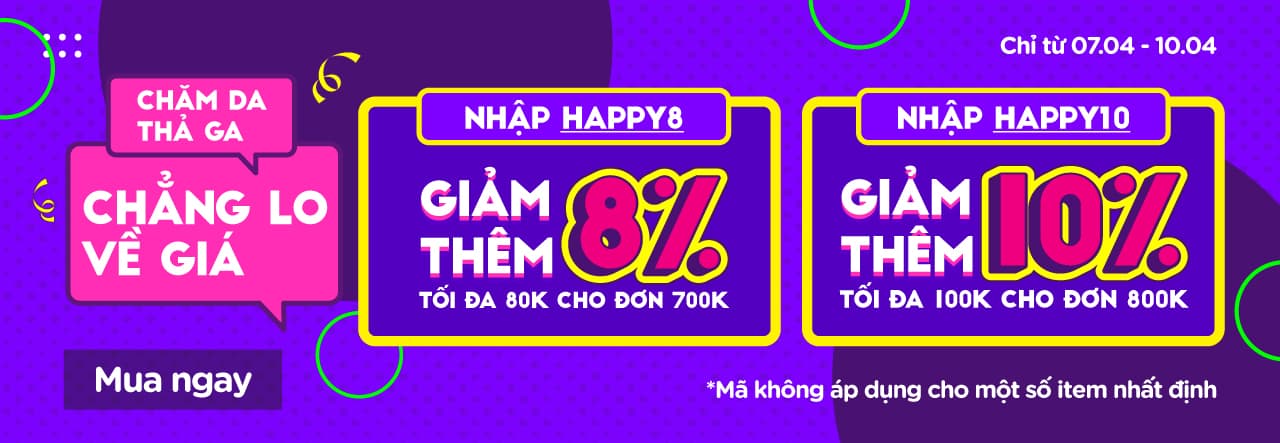 Chỉ từ 07.04 - 10.04
CHĂM DA
THẢ GA
CHẲNG LO
VỀ GIÁ
Mua ngay
NHẬP HAPPY8
GIẢM
THÊM
8%
TỐI ĐA 80K CHO ĐƠN 700K
NHẬP HAPPY10
GIẢM
THÊM
10%
TỐI ĐA 100K CHO ĐƠN 800K
*Mã không áp dụng cho một số item nhất định